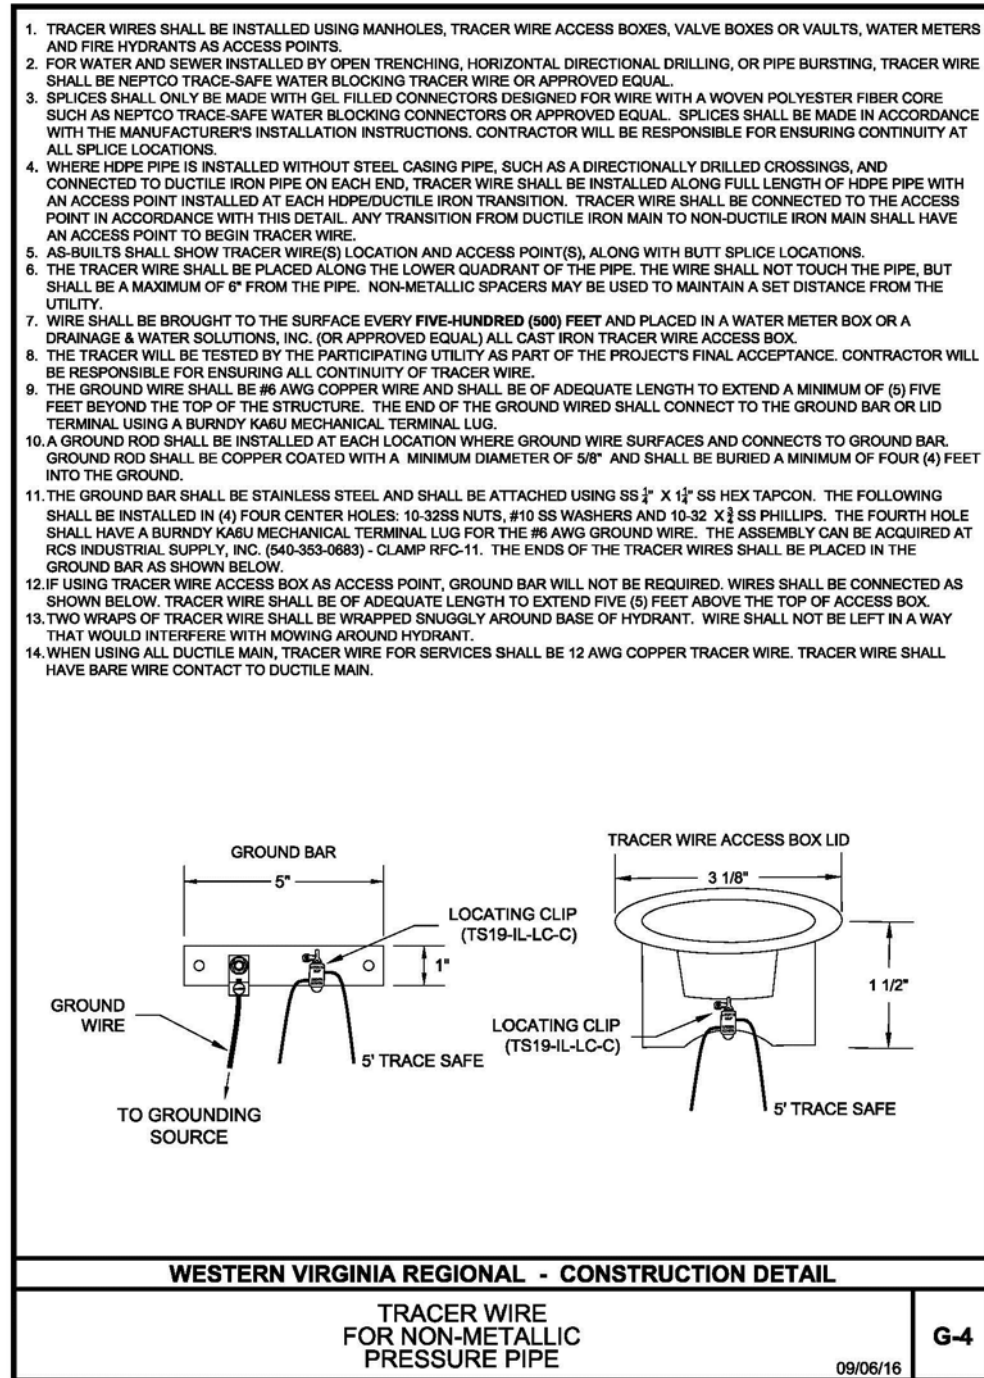 1. TRACER WIRES SHALL BE INSTALLED USING MANHOLES, TRACER WIRE ACCESS BOXES, VALVE BOXES OR VAULTS, WATER METERS
AND FIRE HYDRANTS AS ACCESS POINTS.
2. FOR WATER AND SEWER INSTALLED BY OPEN TRENCHING, HORIZONTAL DIRECTIONAL DRILLING, OR PIPE BURSTING, TRACER WIRE
SHALL BE NEPTCO TRACE-SAFE WATER BLOCKING TRACER WIRE OR APPROVED EQUAL.
3. SPLICES SHALL ONLY BE MADE WITH GEL FILLED CONNECTORS DESIGNED FOR WIRE WITH A WOVEN POLYESTER FIBER CORE
SUCH AS NEPTCO TRACE-SAFE WATER BLOCKING CONNECTORS OR APPROVED EQUAL. SPLICES SHALL BE MADE IN ACCORDANCE
WITH THE MANUFACTURER'S INSTALLATION INSTRUCTIONS. CONTRACTOR WILL BE RESPONSIBLE FOR ENSURING CONTINUITY AT
ALL SPLICE LOCATIONS.
4. WHERE HDPE PIPE IS INSTALLED WITHOUT STEEL CASING PIPE, SUCH AS A DIRECTIONALLY DRILLED CROSSINGS, AND
CONNECTED TO DUCTILE IRON PIPE ON EACH END, TRACER WIRE SHALL BE INSTALLED ALONG FULL LENGTH OF HDPE PIPE WITH
AN ACCESS POINT INSTALLED AT EACH HDPE/DUCTILE IRON TRANSITION. TRACER WIRE SHALL BE CONNECTED TO THE ACCESS
POINT IN ACCORDANCE WITH THIS DETAIL. ANY TRANSITION FROM DUCTILE IRON MAIN TO NON-DUCTILE IRON MAIN SHALL HAVE
AN ACCESS POINT TO BEGIN TRACER WIRE.
5. AS-BUILTS SHALL SHOW TRACER WIRE(S) LOCATION AND ACCESS POINT(S), ALONG WITH BUTT SPLICE LOCATIONS.
6. THE TRACER WIRE SHALL BE PLACED ALONG THE LOWER QUADRANT OF THE PIPE. THE WIRE SHALL NOT TOUCH THE PIPE, BUT
SHALL BE A MAXIMUM OF 6" FROM THE PIPE. NON-METALLIC SPACERS MAY BE USED TO MAINTAIN A SET DISTANCE FROM THE
UTILITY.
7. WIRE SHALL BE BROUGHT TO THE SURFACE EVERY FIVE-HUNDRED (500) FEET AND PLACED IN A WATER METER BOX OR A
DRAINAGE & WATER SOLUTIONS, INC. (OR APPROVED EQUAL) ALL CAST IRON TRACER WIRE ACCESS BOX.
8. THE TRACER WILL BE TESTED BY THE PARTICIPATING UTILITY AS PART OF THE PROJECT'S FINAL ACCEPTANCE. CONTRACTOR WILL
BE RESPONSIBLE FOR ENSURING ALL CONTINUITY OF TRACER WIRE.
9. THE GROUND WIRE SHALL BE #6 AWG COPPER WIRE AND SHALL BE OF ADEQUATE LENGTH TO EXTEND A MINIMUM OF (5) FIVE
FEET BEYOND THE TOP OF THE STRUCTURE. THE END OF THE GROUND WIRED SHALL CONNECT TO THE GROUND BAR OR LID
TERMINAL USING A BURNDY KA6U MECHANICAL TERMINAL LUG.
10. A GROUND ROD SHALL BE INSTALLED AT EACH LOCATION WHERE GROUND WIRE SURFACES AND CONNECTS TO GROUND BAR.
GROUND ROD SHALL BE COPPER COATED WITH A MINIMUM DIAMETER OF 5/8" AND SHALL BE BURIED A MINIMUM OF FOUR (4) FEET
INTO THE GROUND.
11. THE GROUND BAR SHALL BE STAINLESS STEEL AND SHALL BE ATTACHED USING SS 1/4" X 1 1/4" SS HEX TAPCON. THE FOLLOWING
SHALL BE INSTALLED IN (4) FOUR CENTER HOLES: 10-32SS NUTS, #10 SS WASHERS AND 10-32 X 3/4 SS PHILLIPS. THE FOURTH HOLE
SHALL HAVE A BURNDY KA6U MECHANICAL TERMINAL LUG FOR THE #6 AWG GROUND WIRE. THE ASSEMBLY CAN BE ACQUIRED AT
RCS INDUSTRIAL SUPPLY, INC. (540-353-0683) - CLAMP RFC-11. THE ENDS OF THE TRACER WIRES SHALL BE PLACED IN THE
GROUND BAR AS SHOWN BELOW.
12. IF USING TRACER WIRE ACCESS BOX AS ACCESS POINT, GROUND BAR WILL NOT BE REQUIRED. WIRES SHALL BE CONNECTED AS
SHOWN BELOW. TRACER WIRE SHALL BE OF ADEQUATE LENGTH TO EXTEND FIVE (5) FEET ABOVE THE TOP OF ACCESS BOX.
13. TWO WRAPS OF TRACER WIRE SHALL BE WRAPPED SNUGGLY AROUND BASE OF HYDRANT. WIRE SHALL NOT BE LEFT IN A WAY
THAT WOULD INTERFERE WITH MOWING AROUND HYDRANT.
14. WHEN USING ALL DUCTILE MAIN, TRACER WIRE FOR SERVICES SHALL BE 12 AWG COPPER TRACER WIRE. TRACER WIRE SHALL
HAVE BARE WIRE CONTACT TO DUCTILE MAIN.
GROUND BAR
5"
LOCATING CLIP
(TS19-IL-LC-C)
1"
GROUND
WIRE
5' TRACE SAFE
TO GROUNDING
SOURCE
TRACER WIRE ACCESS BOX LID
3 1/8"
1 1/2"
LOCATING CLIP
(TS19-IL-LC-C)
5' TRACE SAFE
WESTERN VIRGINIA REGIONAL - CONSTRUCTION DETAIL
TRACER WIRE
FOR NON-METALLIC
PRESSURE PIPE
09/06/16
G-4